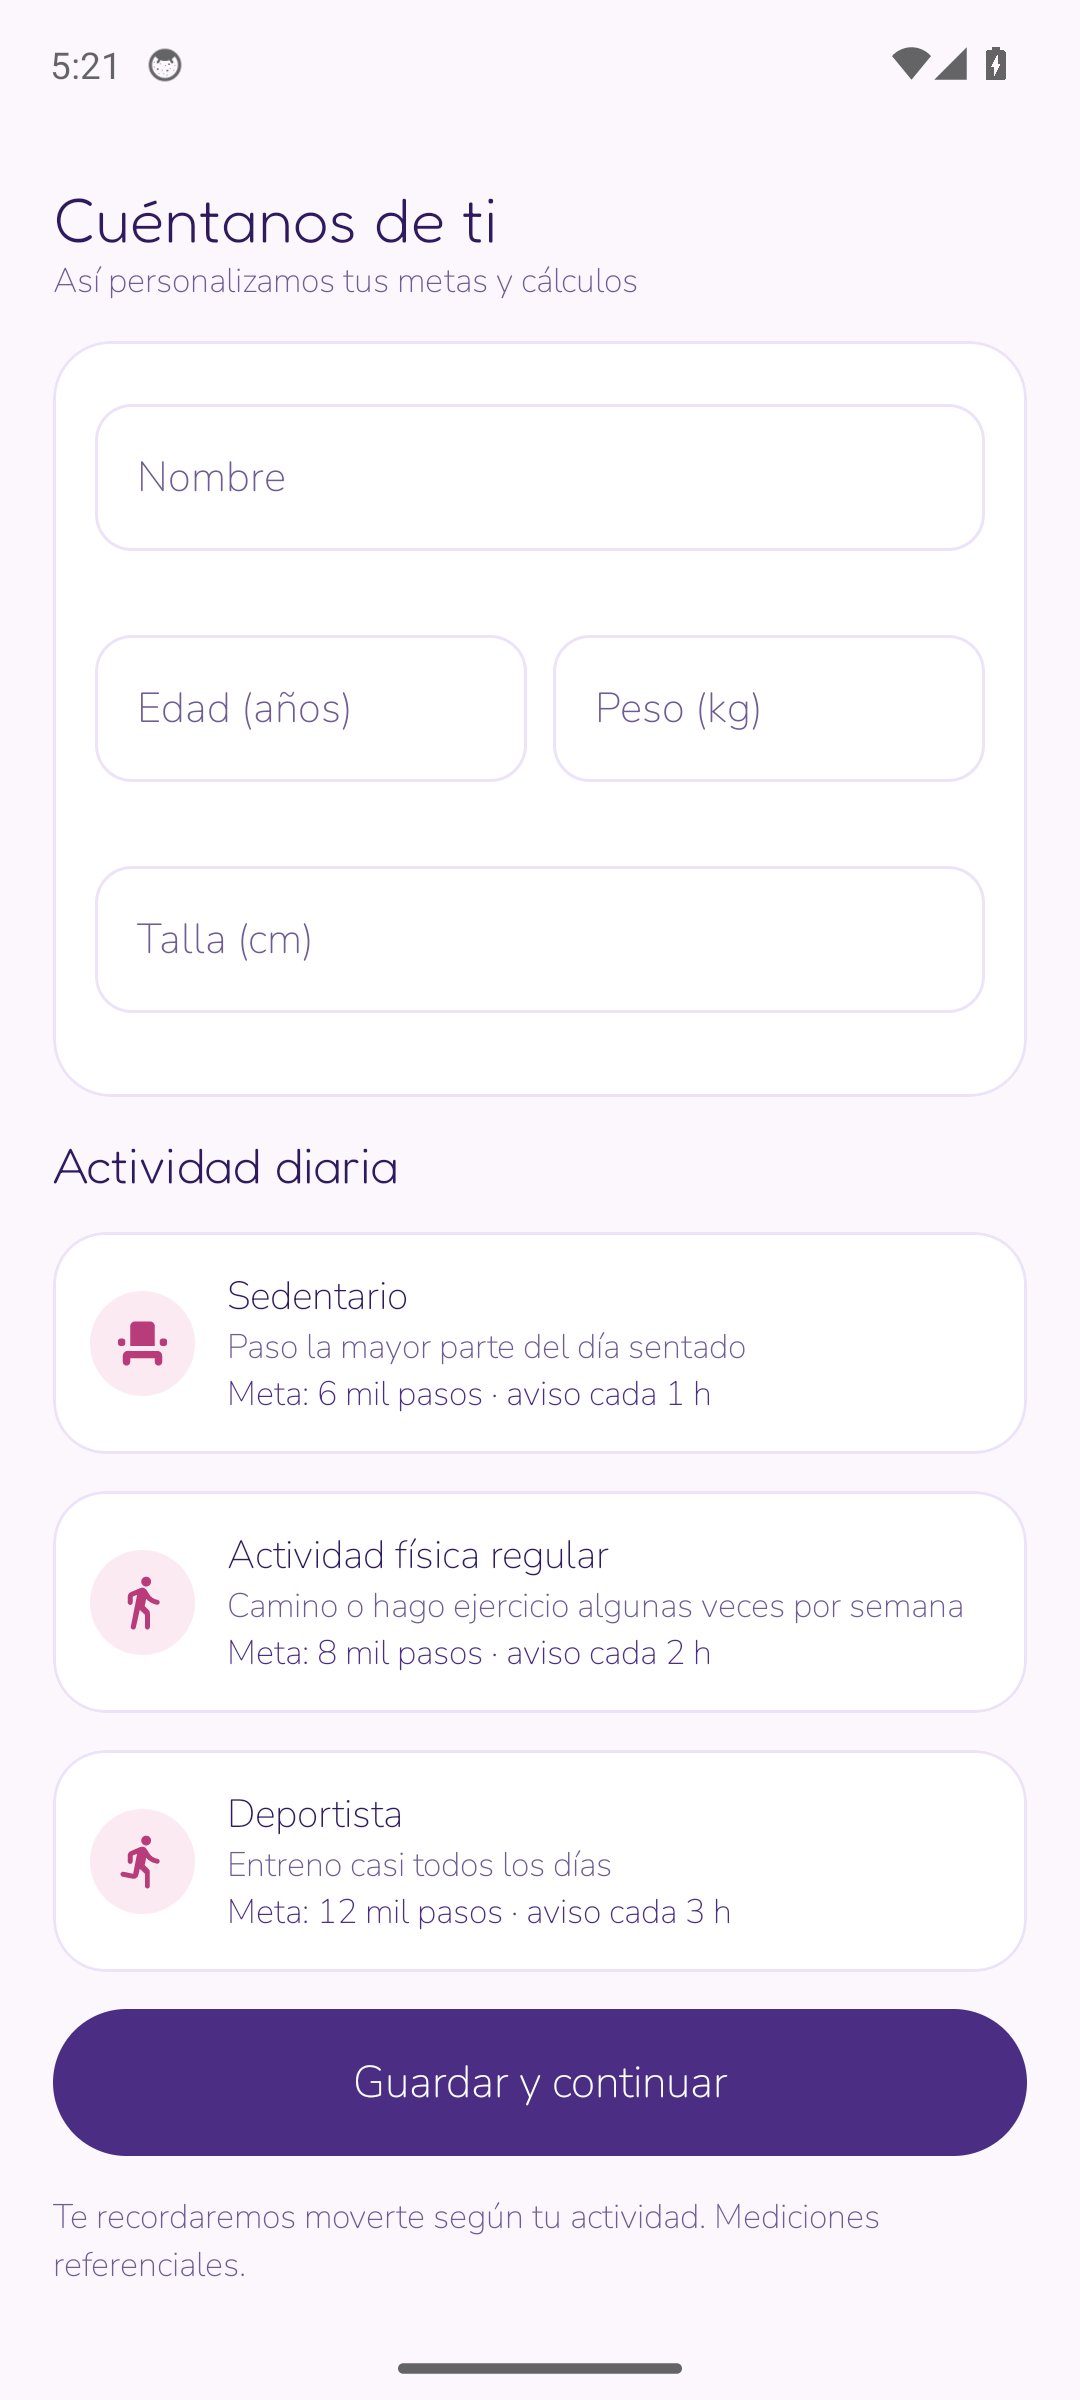 5:21
Cuéntanos de ti
Así personalizamos tus metas y cálculos
Nombre
Edad (años)
Peso (kg)
Talla (cm)
Actividad diaria
Sedentario
Paso la mayor parte del día sentado
Meta: 6 mil pasos · aviso cada 1 h
Actividad física regular
Camino o hago ejercicio algunas veces por semana
Meta: 8 mil pasos · aviso cada 2 h
Deportista
Entreno casi todos los días
Meta: 12 mil pasos · aviso cada 3 h
Guardar y continuar
Te recordaremos moverte según tu actividad. Mediciones
referenciales.